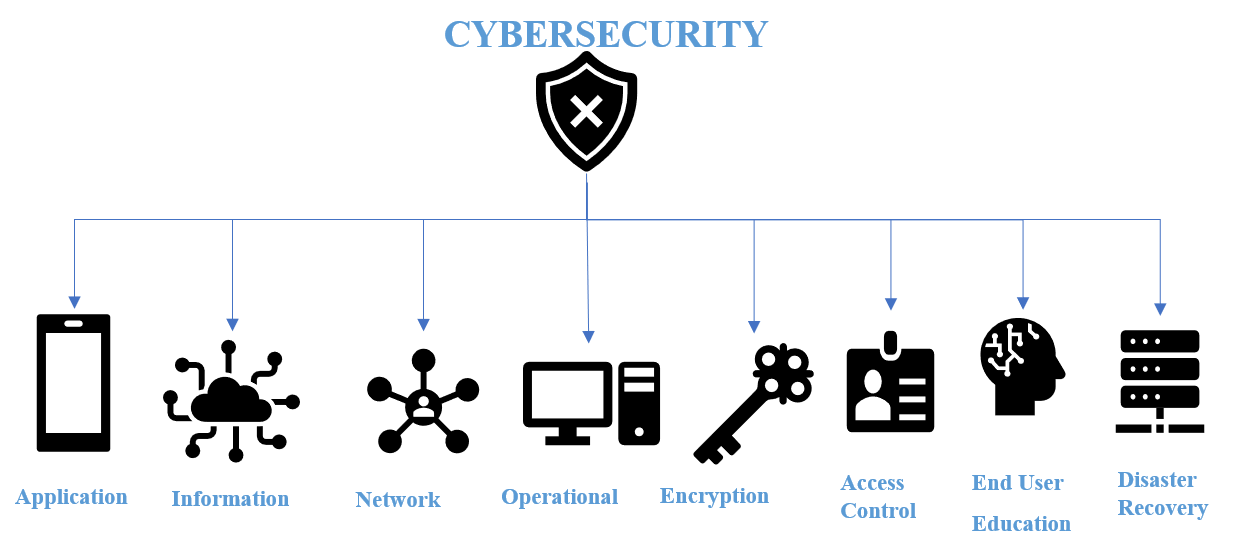 CYBERSECURITY
Application
Information
Network
Operational
Encryption
Access
Control
End User
Education
Disaster
Recovery